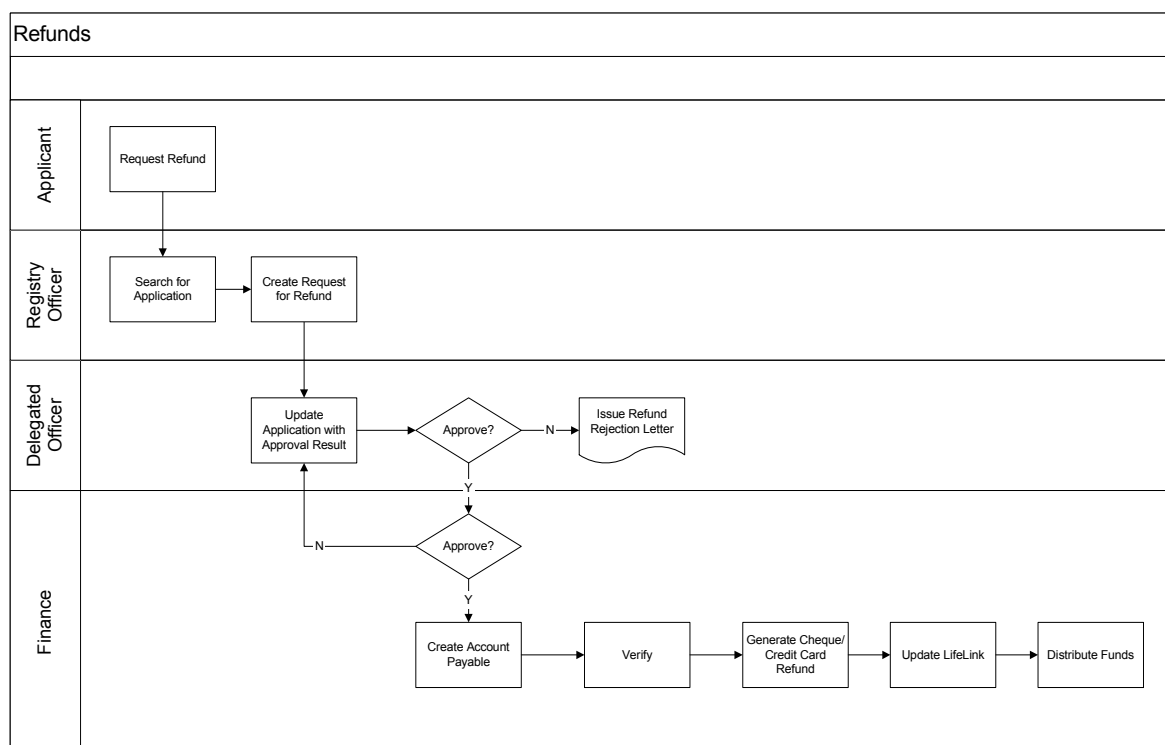 Refunds
Applicant
Request Refund
Registry
Officer
Search for
Application
Create Request
for Refund
Delegated
Officer
Update
Application with
Approval Result
Approve?
N
Issue Refund
Rejection Letter
Y
Finance
N
Approve?
Y
Create Account
Payable
Verify
Generate Cheque/
Credit Card
Refund
Update LifeLink
Distribute Funds